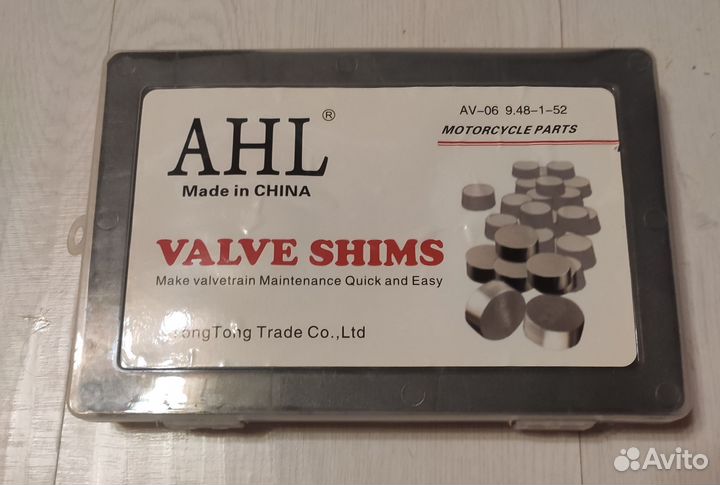 AV-06 9.48-1-52
MOTORCYCLE PARTS
AHL®
Made in CHINA
VALVE SHIMS
Make valvetrain Maintenance Quick and Easy
Trade Co.,Ltd
Avito